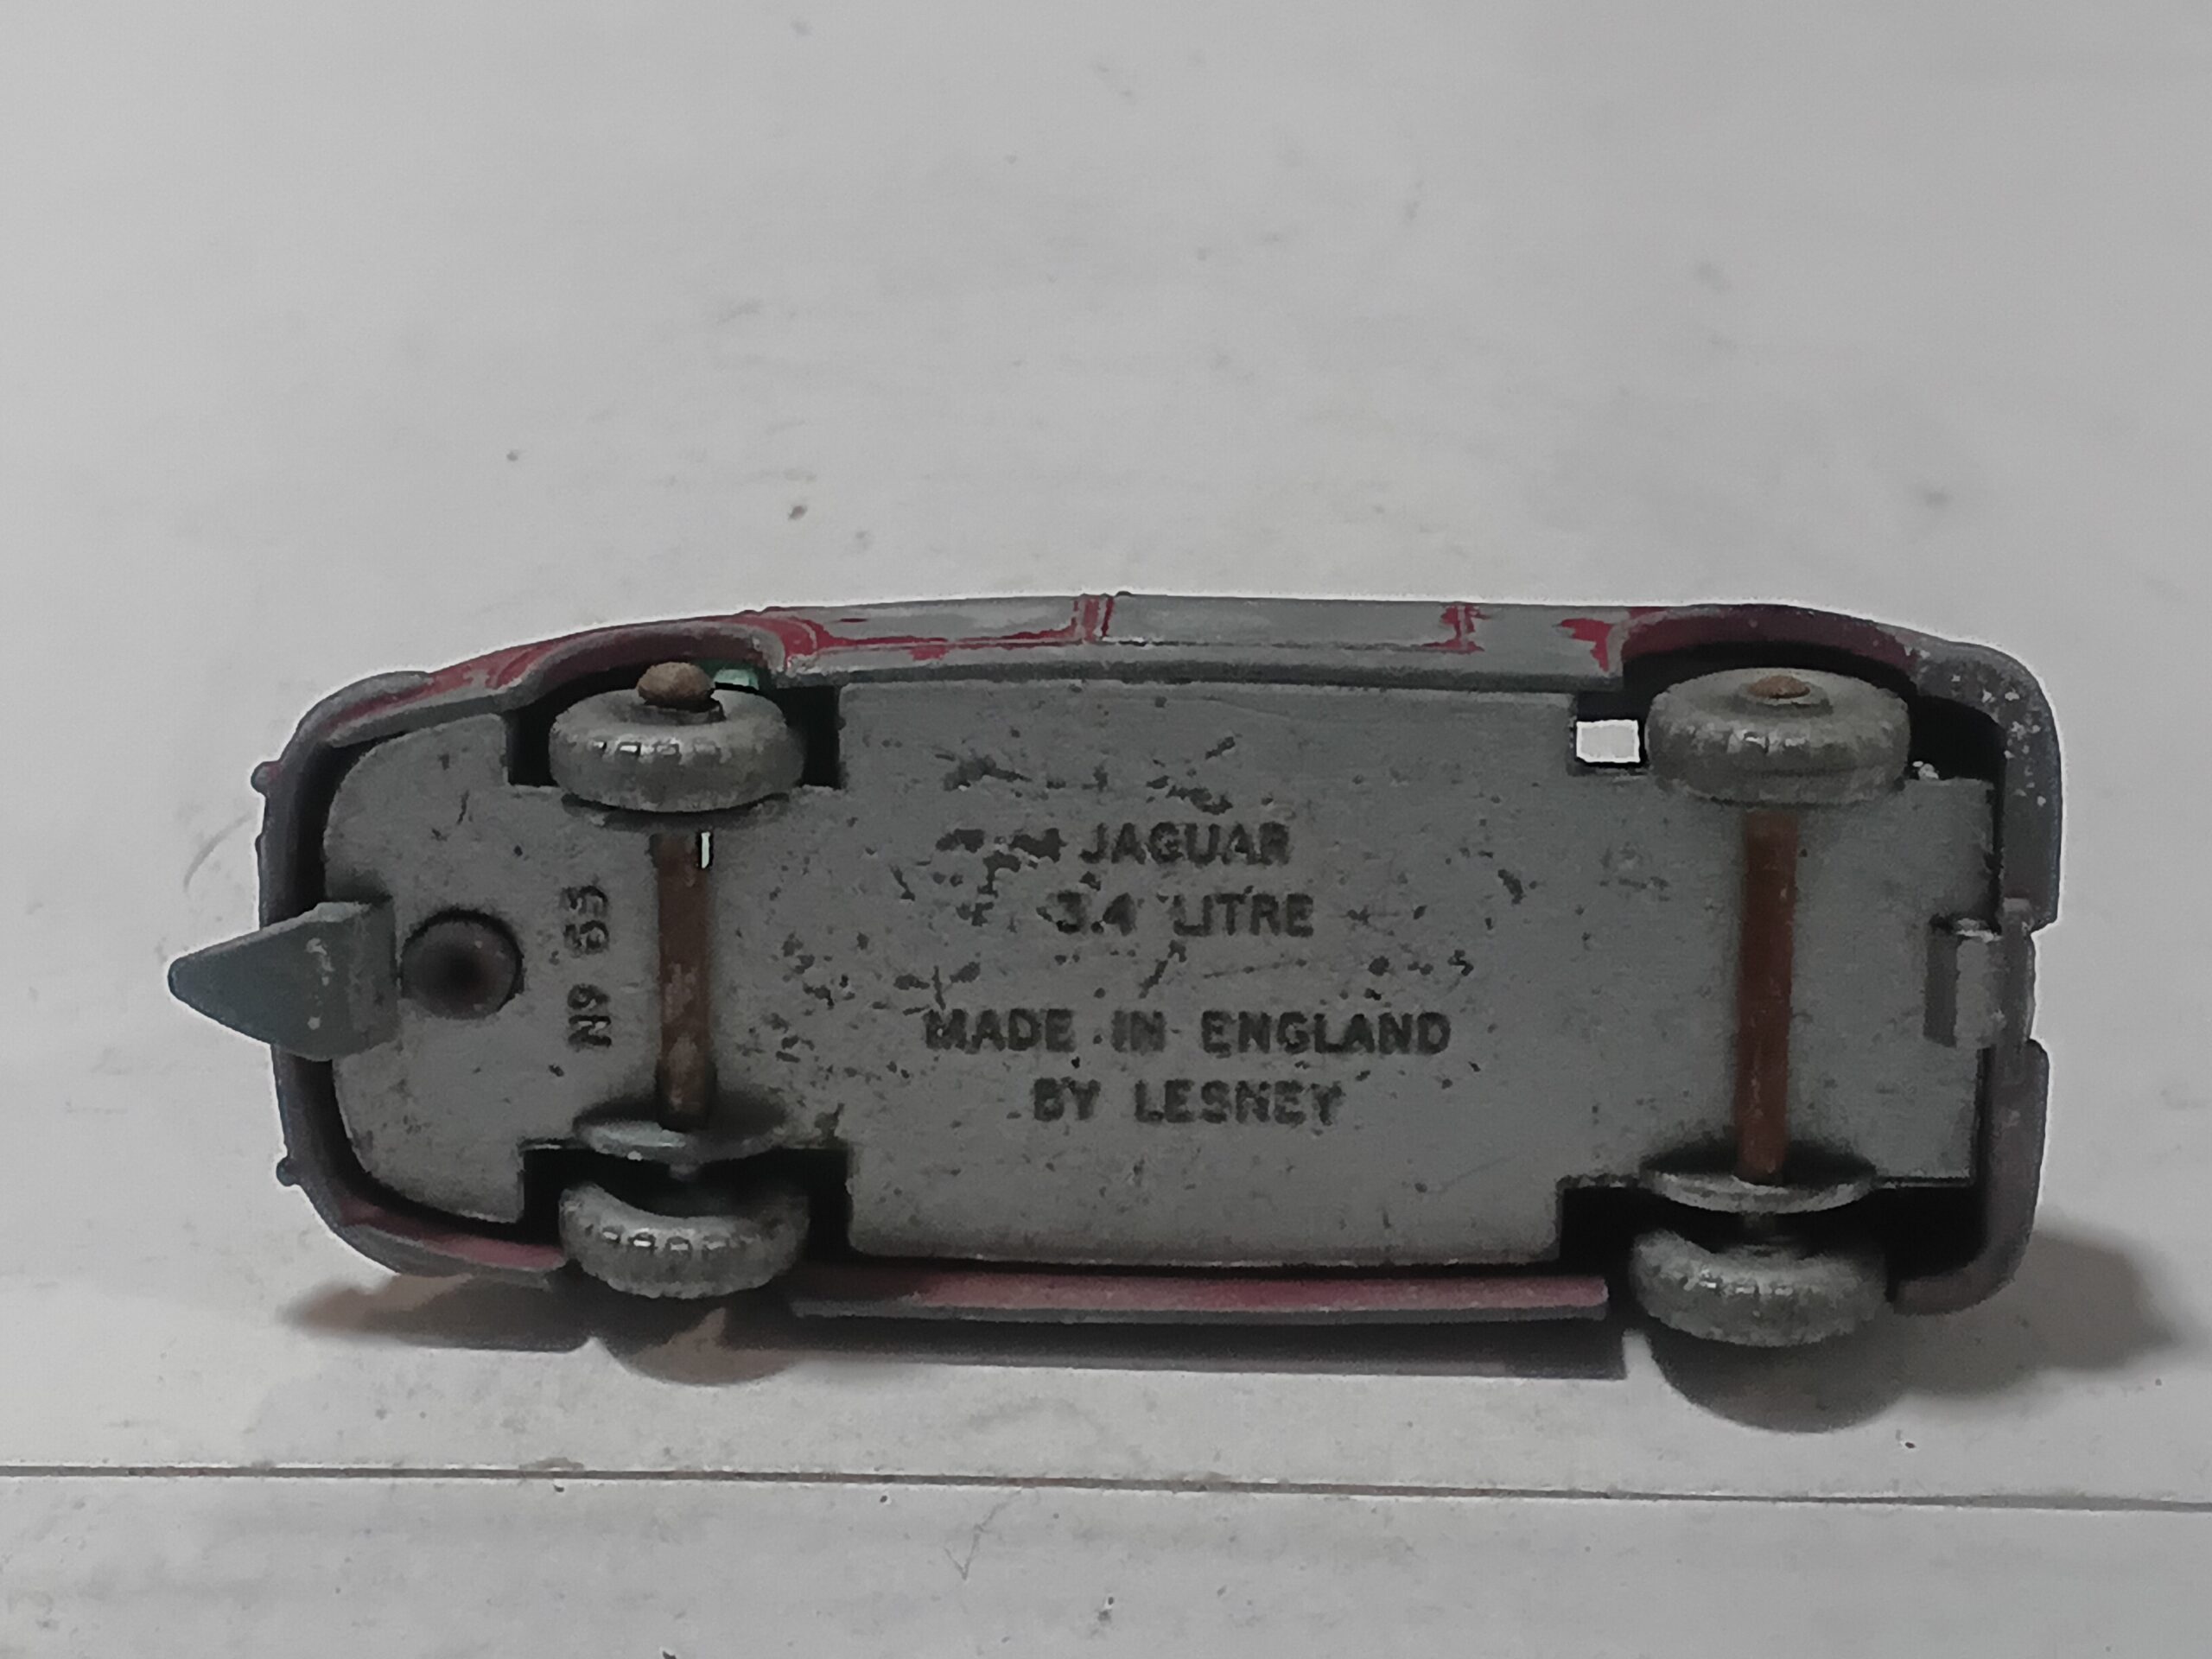 JAGUAR
3.4 LITRE
MADE IN ENGLAND
BY LESNEY
Nº 65